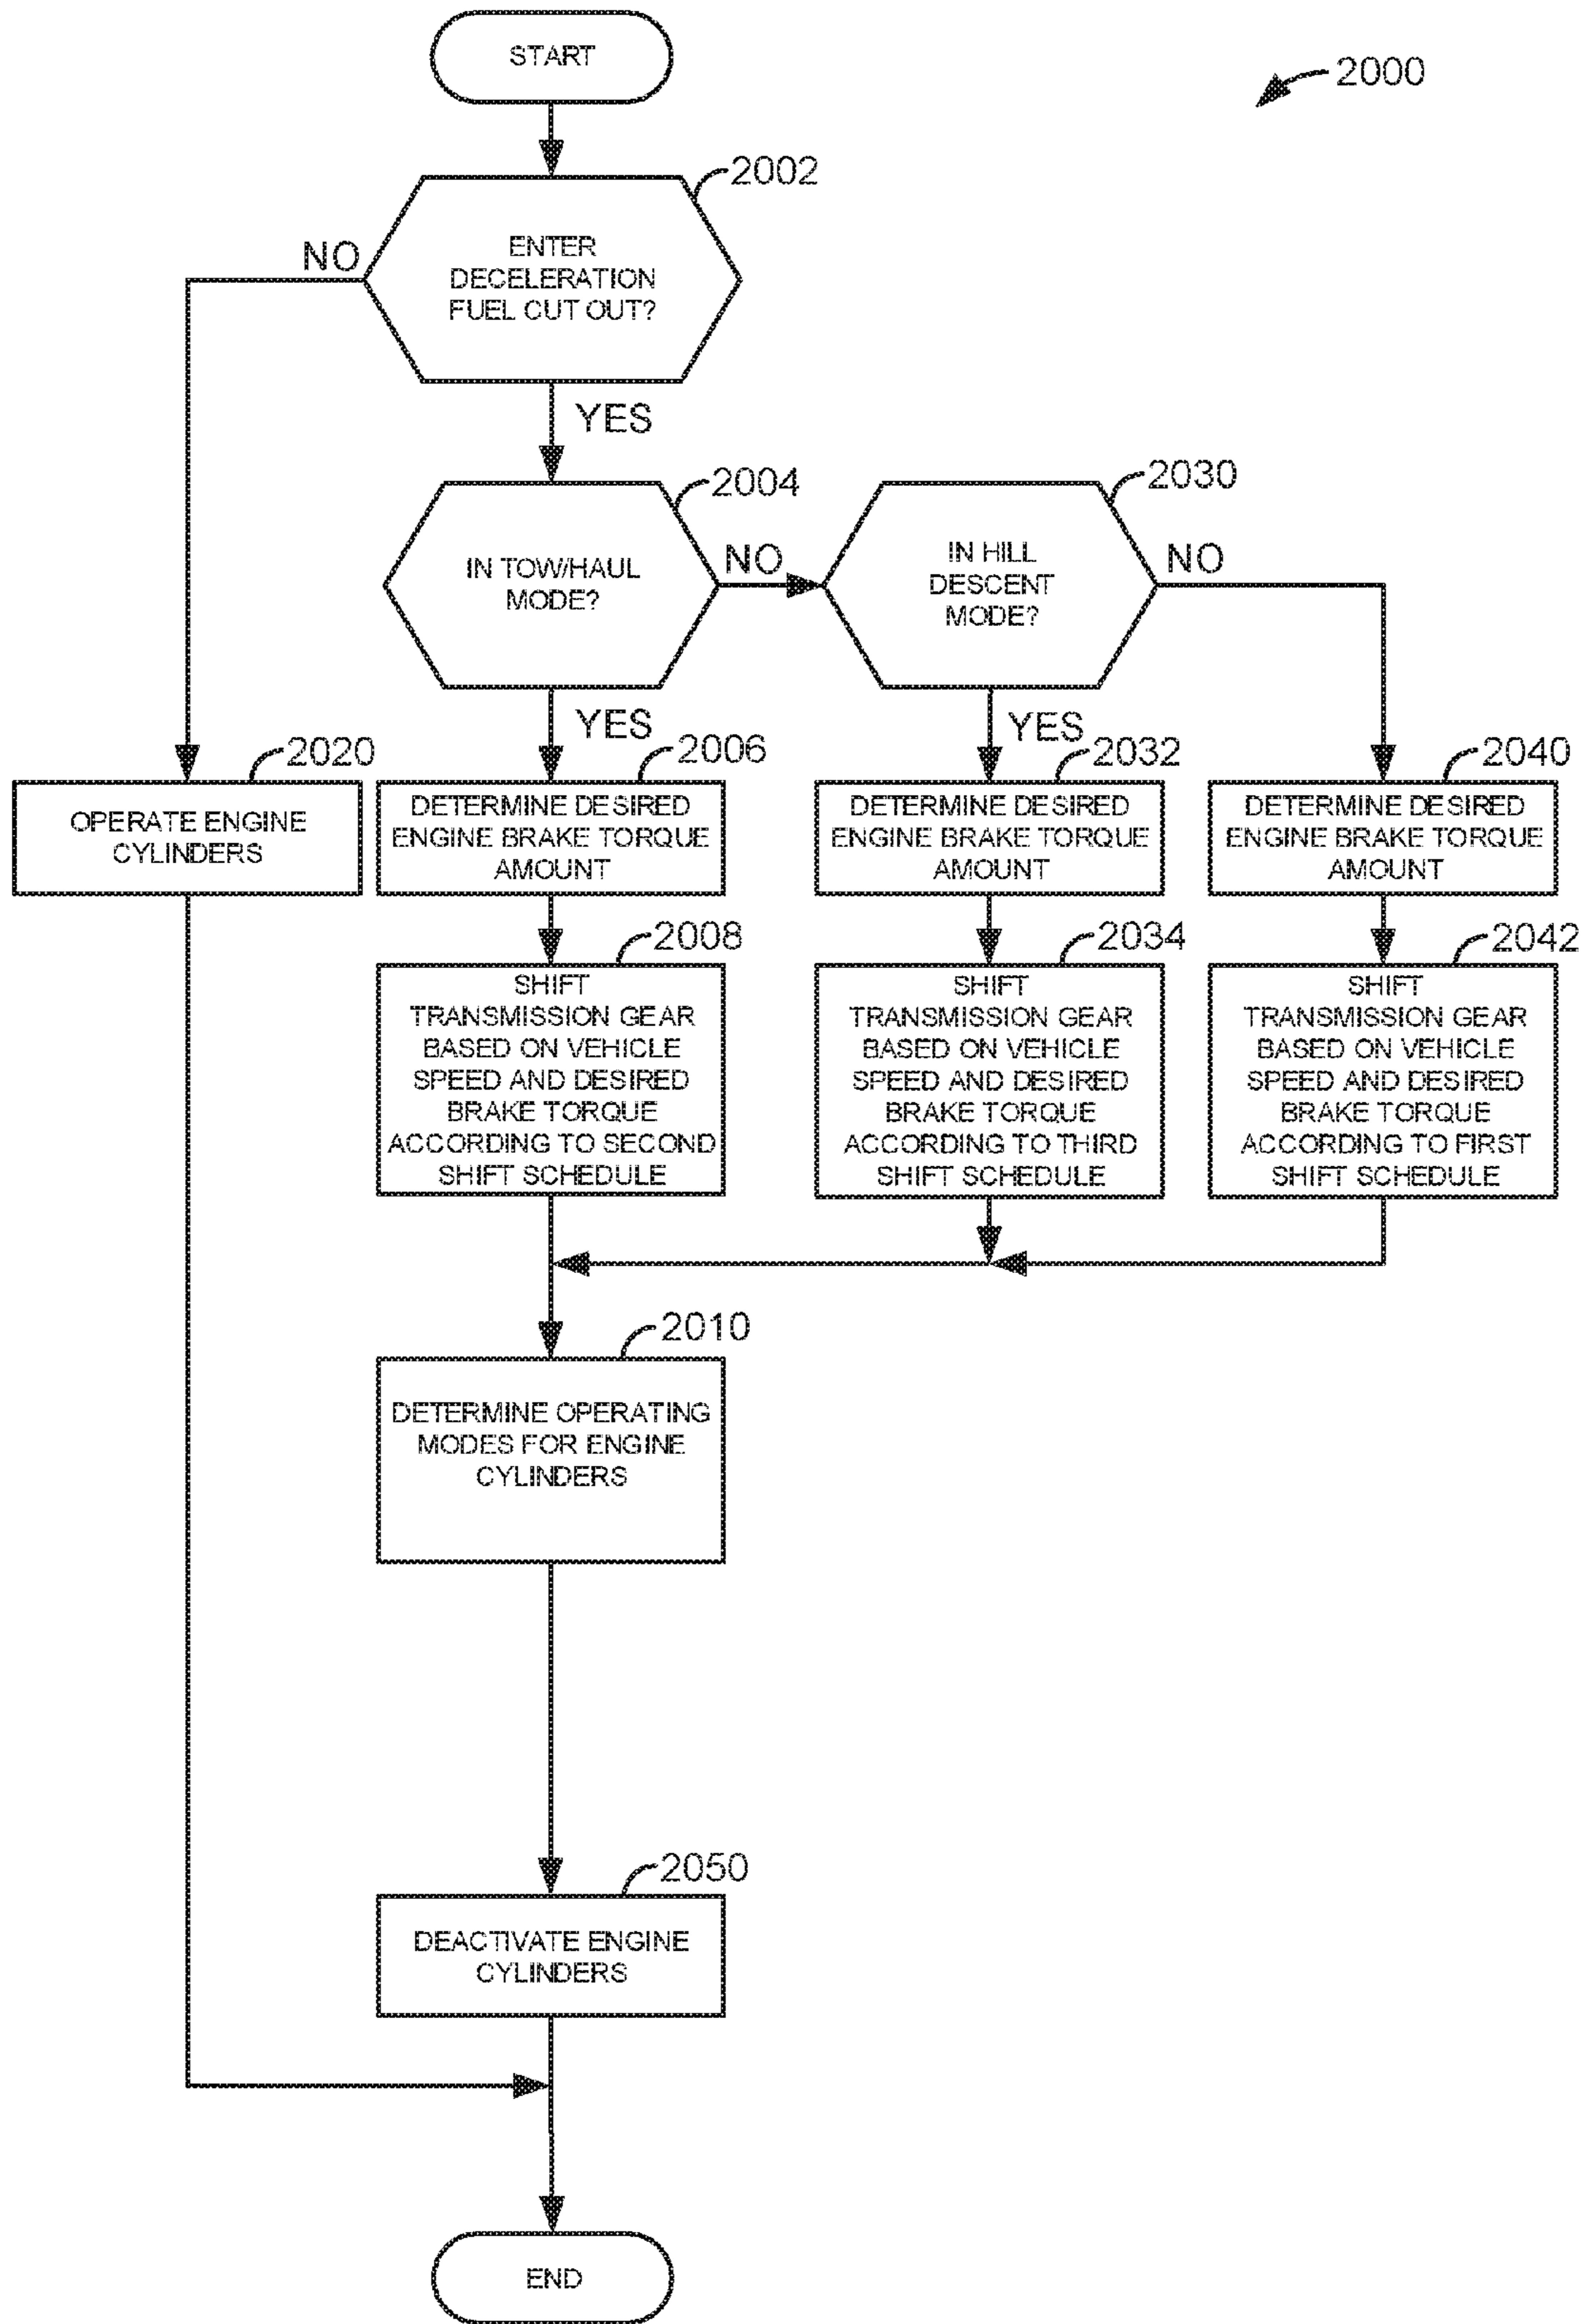 START
2000
2002
ENTER
DECELERATION
FUEL CUT OUT?
NO
YES
2004
IN TOW/HAUL
MODE?
NO
2030
IN HILL
DESCENT
MODE?
NO
YES
YES
2020
OPERATE ENGINE
CYLINDERS
2006
DETERMINE DESIRED
ENGINE BRAKE TORQUE
AMOUNT
2032
DETERMINE DESIRED
ENGINE BRAKE TORQUE
AMOUNT
2040
DETERMINE DESIRED
ENGINE BRAKE TORQUE
AMOUNT
2008
SHIFT
TRANSMISSION GEAR
BASED ON VEHICLE
SPEED AND DESIRED
BRAKE TORQUE
ACCORDING TO SECOND
SHIFT SCHEDULE
2034
SHIFT
TRANSMISSION GEAR
BASED ON VEHICLE
SPEED AND DESIRED
BRAKE TORQUE
ACCORDING TO THIRD
SHIFT SCHEDULE
2042
SHIFT
TRANSMISSION GEAR
BASED ON VEHICLE
SPEED AND DESIRED
BRAKE TORQUE
ACCORDING TO FIRST
SHIFT SCHEDULE
2010
DETERMINE OPERATING
MODES FOR ENGINE
CYLINDERS
2050
DEACTIVATE ENGINE
CYLINDERS
END